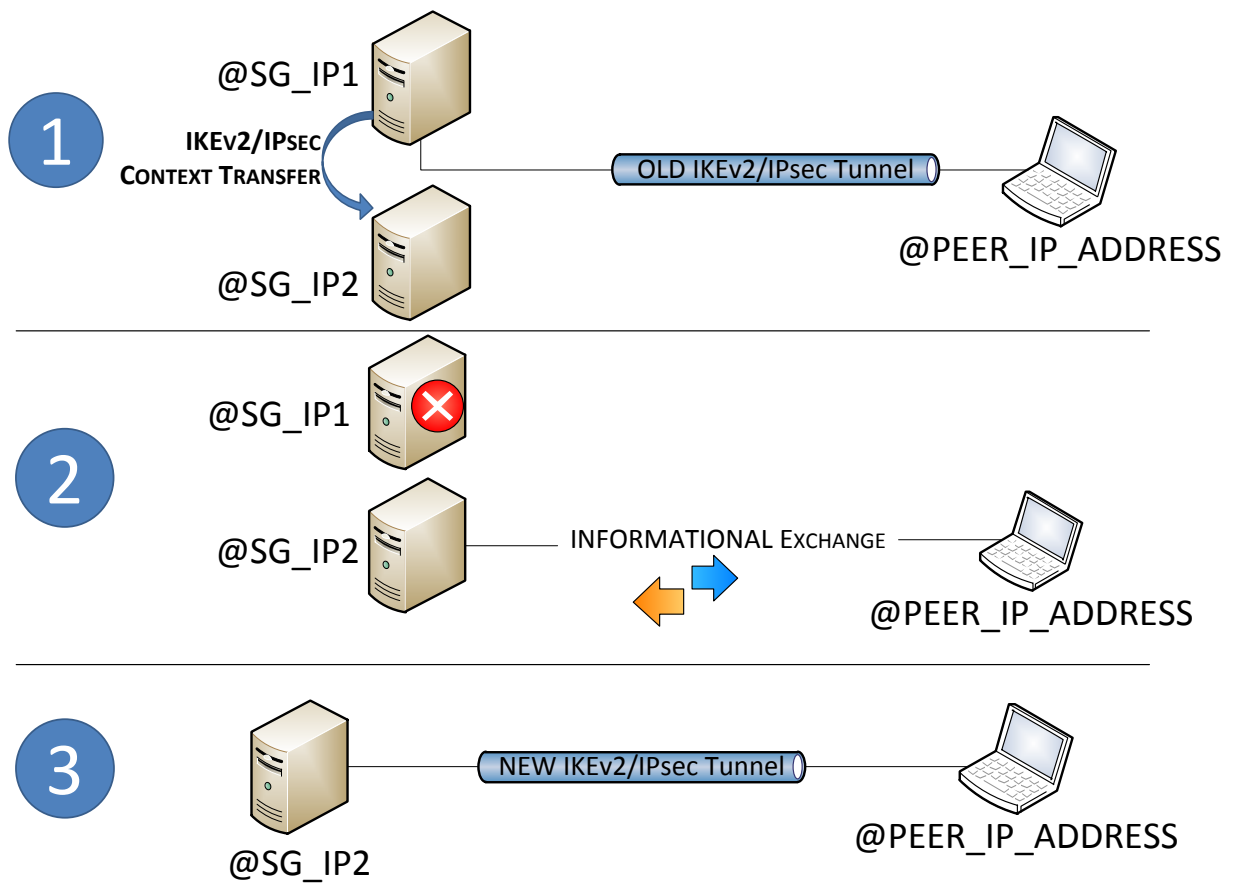 1
@SG_IP1
IKEv2/IPsec
Context Transfer
OLD IKEv2/IPsec Tunnel
@PEER_IP_ADDRESS
@SG_IP2
2
@SG_IP1
@SG_IP2
INFORMATIONAL Exchange
@PEER_IP_ADDRESS
3
NEW IKEv2/IPsec Tunnel
@SG_IP2
@PEER_IP_ADDRESS